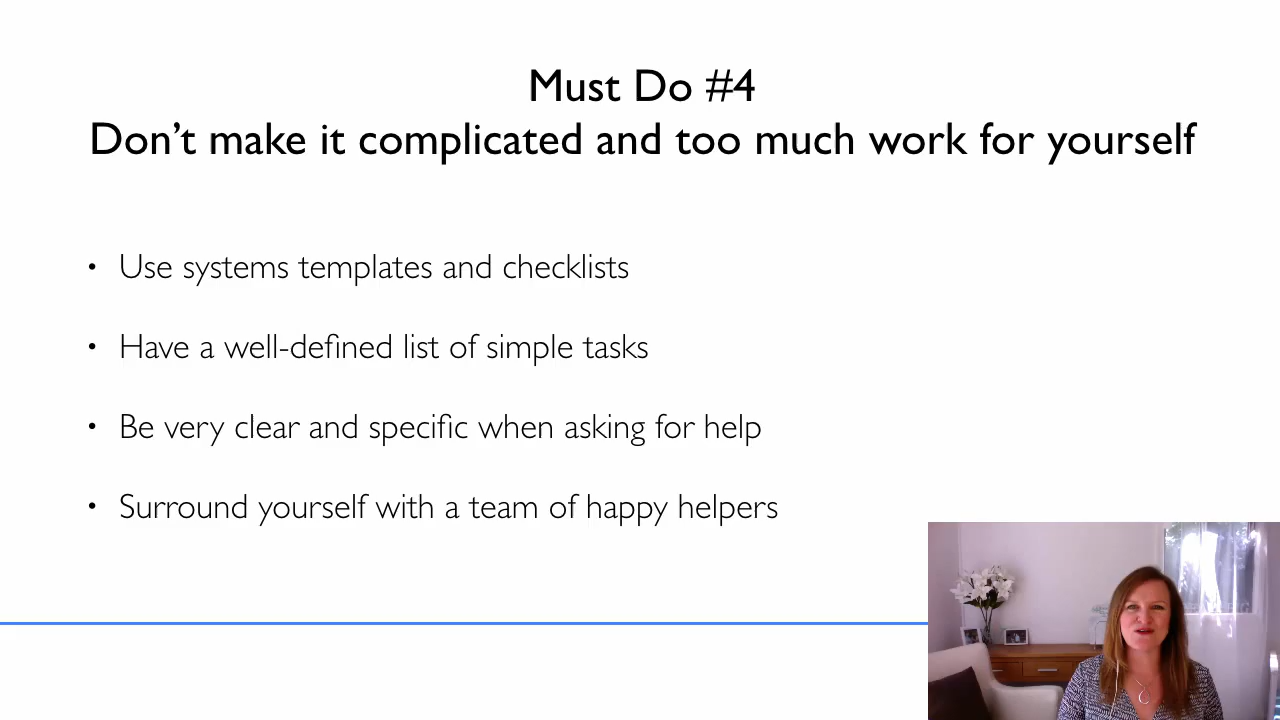 Must Do #4
Don’t make it complicated and too much work for yourself
• Use systems templates and checklists
• Have a well-defined list of simple tasks
• Be very clear and specific when asking for help
• Surround yourself with a team of happy helpers